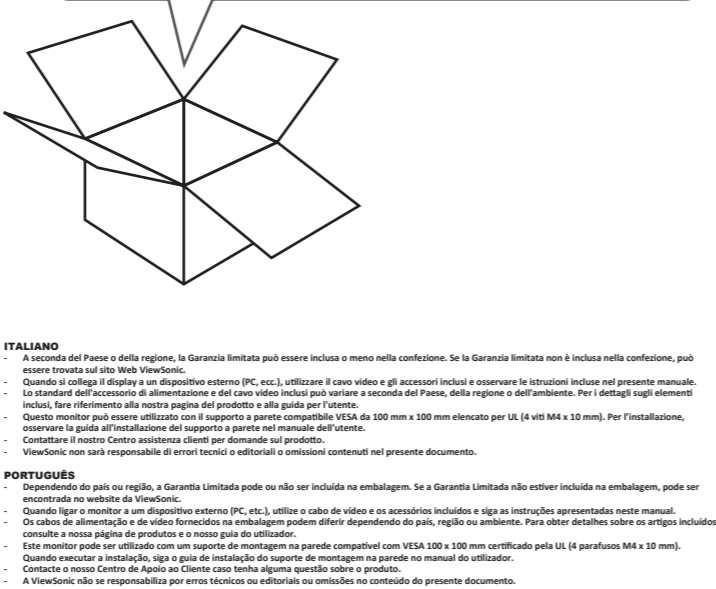 ITALIANO
- A seconda del Paese o della regione, la Garanzia limitata può essere inclusa o meno nella confezione. Se la Garanzia limitata non è inclusa nella confezione, può
essere trovata sul sito Web ViewSonic.
- Quando si collega il display a un dispositivo esterno (PC, ecc.), utilizzare il cavo video e gli accessori inclusi e osservare le istruzioni incluse nel presente manuale.
- Lo standard dell'accessorio di alimentazione e del cavo video inclusi può variare a seconda del Paese, della regione o dell'ambiente. Per i dettagli sugli elementi
inclusi, fare riferimento alla nostra pagina del prodotto e alla guida per l'utente.
- Questo monitor può essere utilizzato con il supporto a parete compatibile VESA da 100 mm x 100 mm elencato per UL (4 viti M4 x 10 mm). Per l'installazione,
osservare la guida all'installazione del supporto a parete nel manuale dell'utente.
- Contattare il nostro Centro assistenza clienti per domande sul prodotto.
- ViewSonic non sarà responsabile di errori tecnici o editoriali o omissioni contenuti nel presente documento.
PORTUGUÊS
- Dependendo do país ou região, a Garantia Limitada pode ou não ser incluída na embalagem. Se a Garantia Limitada não estiver incluída na embalagem, pode ser
encontrada no website da ViewSonic.
- Quando ligar o monitor a um dispositivo externo (PC, etc.), utilize o cabo de vídeo e os acessórios incluídos e siga as instruções apresentadas neste manual.
- Os cabos de alimentação e de vídeo fornecidos na embalagem podem diferir dependendo do país, região ou ambiente. Para obter detalhes sobre os artigos incluídos
consulte a nossa página de produtos e o nosso guia do utilizador.
- Este monitor pode ser utilizado com um suporte de montagem na parede compatível com VESA 100 x 100 mm certificado pela UL (4 parafusos M4 x 10 mm).
Quando executar a instalação, siga o guia de instalação do suporte de montagem na parede no manual do utilizador.
- Contacte o nosso Centro de Apoio ao Cliente caso tenha alguma questão sobre o produto.
- A ViewSonic não se responsabiliza por erros técnicos ou editoriais ou omissões no conteúdo do presente documento.